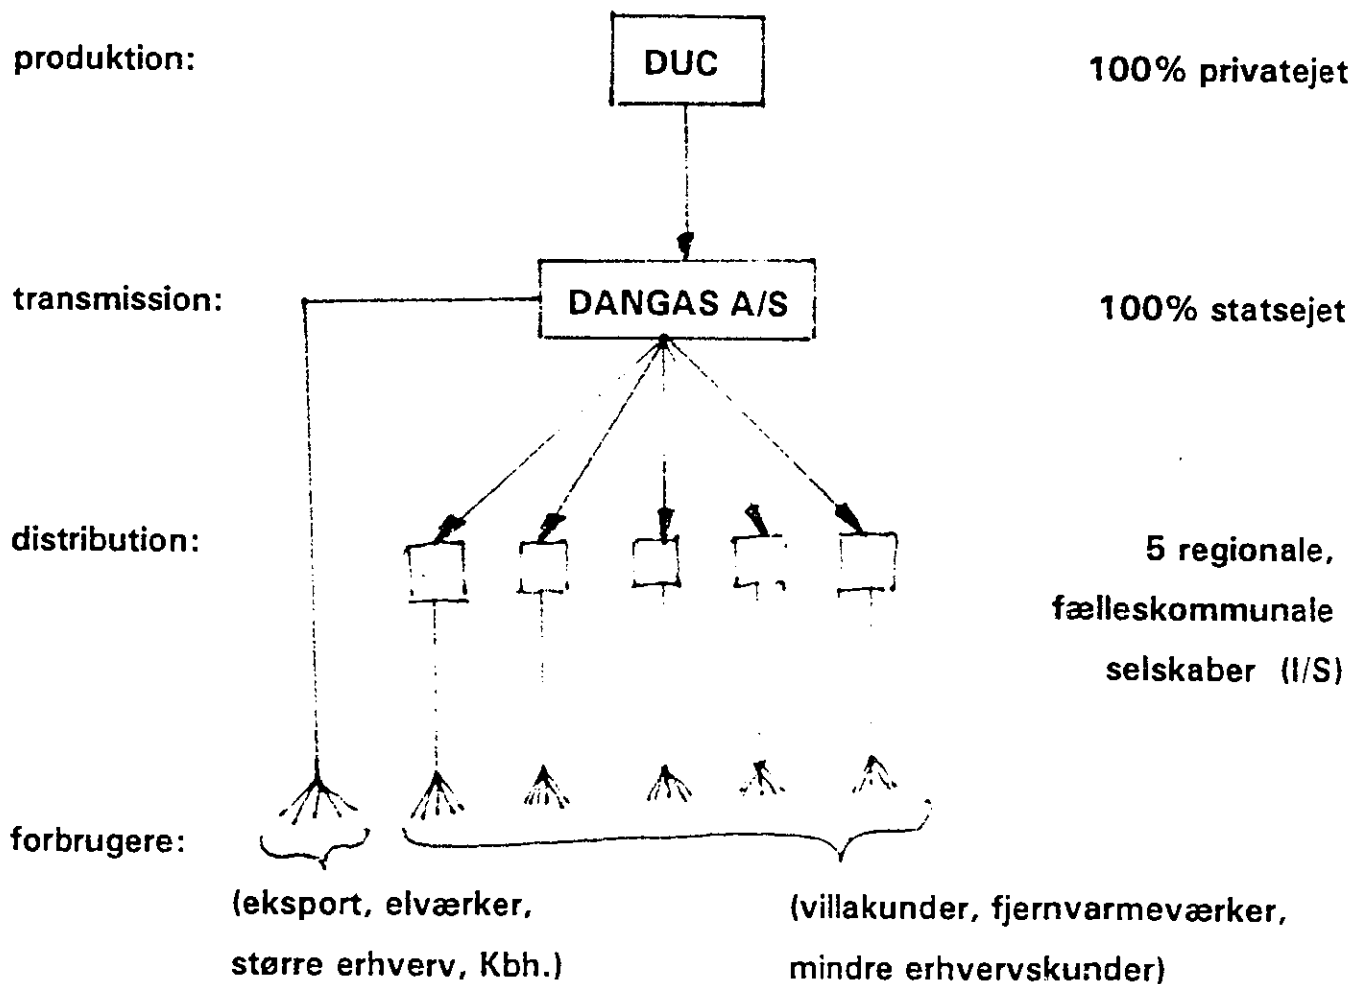 produktion:
DUC
100% privatejet
transmission:
DANGAS A/S
100% statsejet
distribution:
5 regionale,
fælleskommunale
selskaber (I/S)
forbrugere:
(eksport, elværker,
større erhverv, Kbh.)
(villakunder, fjernvarmeværker,
mindre erhvervskunder)